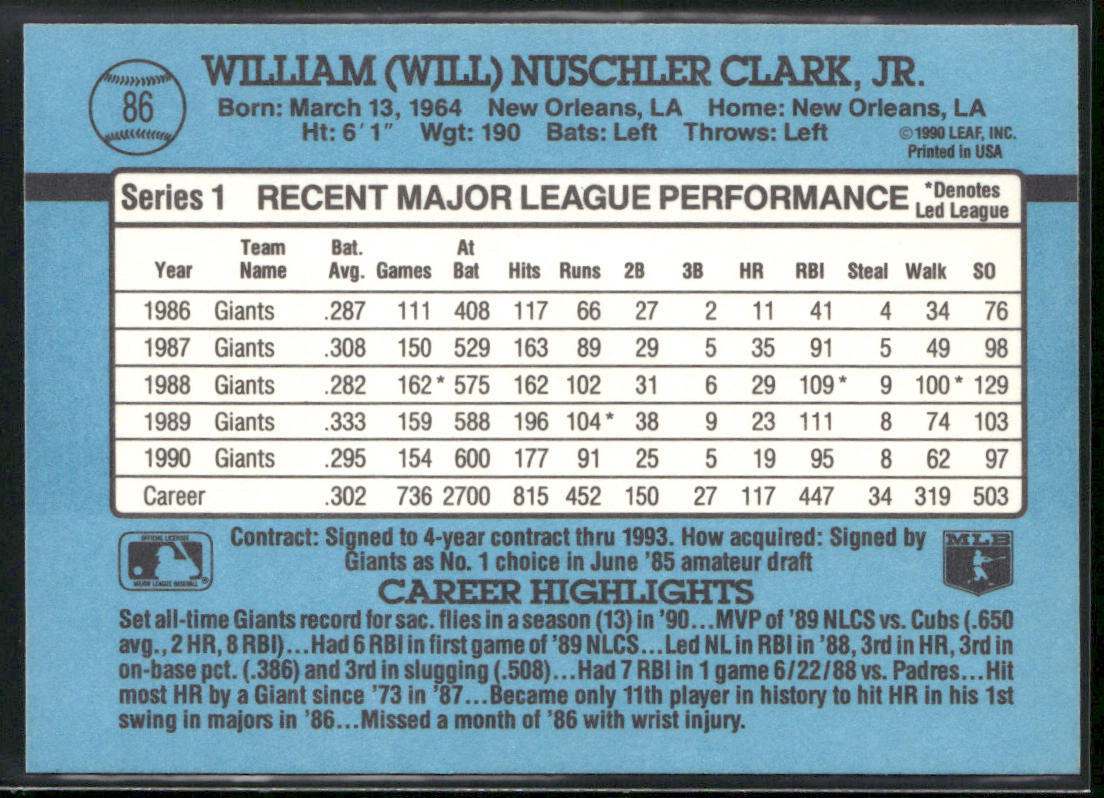 86
WILLIAM (WILL) NUSCHLER CLARK, JR.
Born: March 13, 1964 New Orleans, LA Home: New Orleans, LA
Ht: 6'1" Wgt: 190 Bats: Left Throws: Left
©1990 LEAF, INC.
Printed in USA
Series 1 RECENT MAJOR LEAGUE PERFORMANCE *Denotes
Led League
Team Bat. At
Year Name Avg. Games Bat Hits Runs 2B 3B HR RBI Steal Walk SO
1986 Giants .287 111 408 117 66 27 2 11 41 4 34 76
1987 Giants .308 150 529 163 89 29 5 35 91 5 49 98
1988 Giants .282 162* 575 162 102 31 6 29 109* 9 100* 129
1989 Giants .333 159 588 196 104* 38 9 23 111 8 74 103
1990 Giants .295 154 600 177 91 25 5 19 95 8 62 97
Career .302 736 2700 815 452 150 27 117 447 34 319 503
OFFICIAL LICENSEE
MAJOR LEAGUE BASEBALL
®
Contract: Signed to 4-year contract thru 1993. How acquired: Signed by
Giants as No. 1 choice in June '85 amateur draft
MLB
CAREER HIGHLIGHTS
Set all-time Giants record for sac. flies in a season (13) in '90...MVP of '89 NLCS vs. Cubs (.650
avg., 2 HR, 8 RBI)...Had 6 RBI in first game of '89 NLCS...Led NL in RBI in '88, 3rd in HR, 3rd in
on-base pct. (.386) and 3rd in slugging (.508)...Had 7 RBI in 1 game 6/22/88 vs. Padres...Hit
most HR by a Giant since '73 in '87...Became only 11th player in history to hit HR in his 1st
swing in majors in '86...Missed a month of '86 with wrist injury.